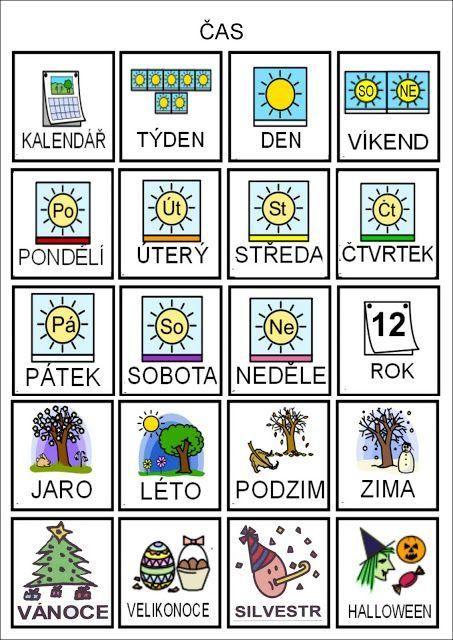 ČAS
KALENDÁŘ
TÝDEN
DEN
SO NE
VÍKEND
Po
PONDĚLÍ
Út
ÚTERÝ
St
STŘEDA
Čt
ČTVRTEK
Pá
PÁTEK
So
SOBOTA
Ne
NEDĚLE
12
ROK
JARO
LÉTO
PODZIM
ZIMA
VÁNOCE
VELIKONOCE
SILVESTR
HALLOWEEN